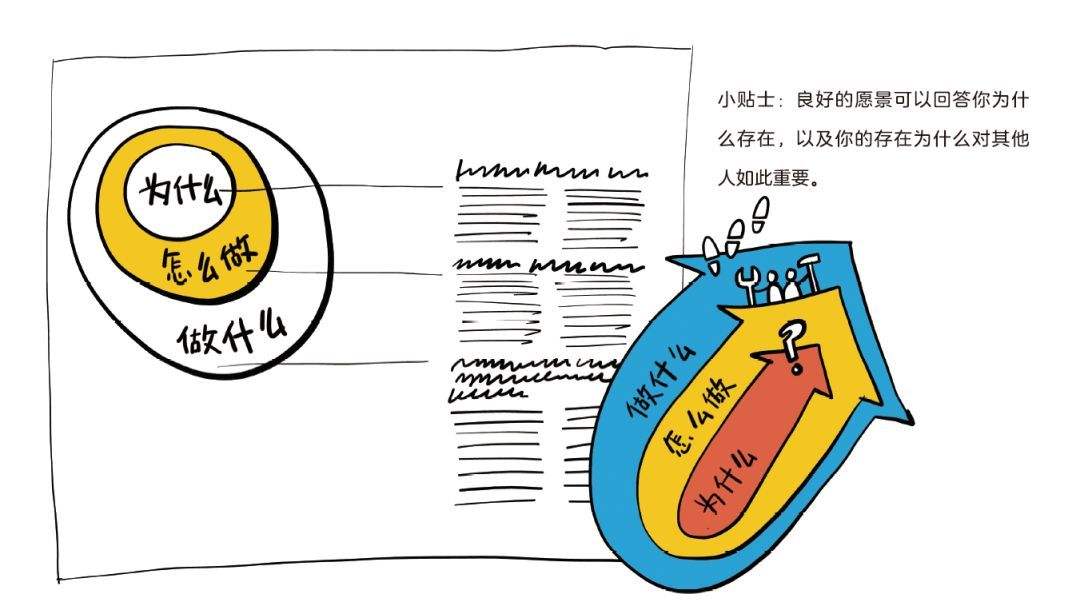 为什么
怎么做
做什么
小贴士：良好的愿景可以回答你为什
么存在，以及你的存在为什么对其他
人如此重要。
做什么
怎么做
为什么
?